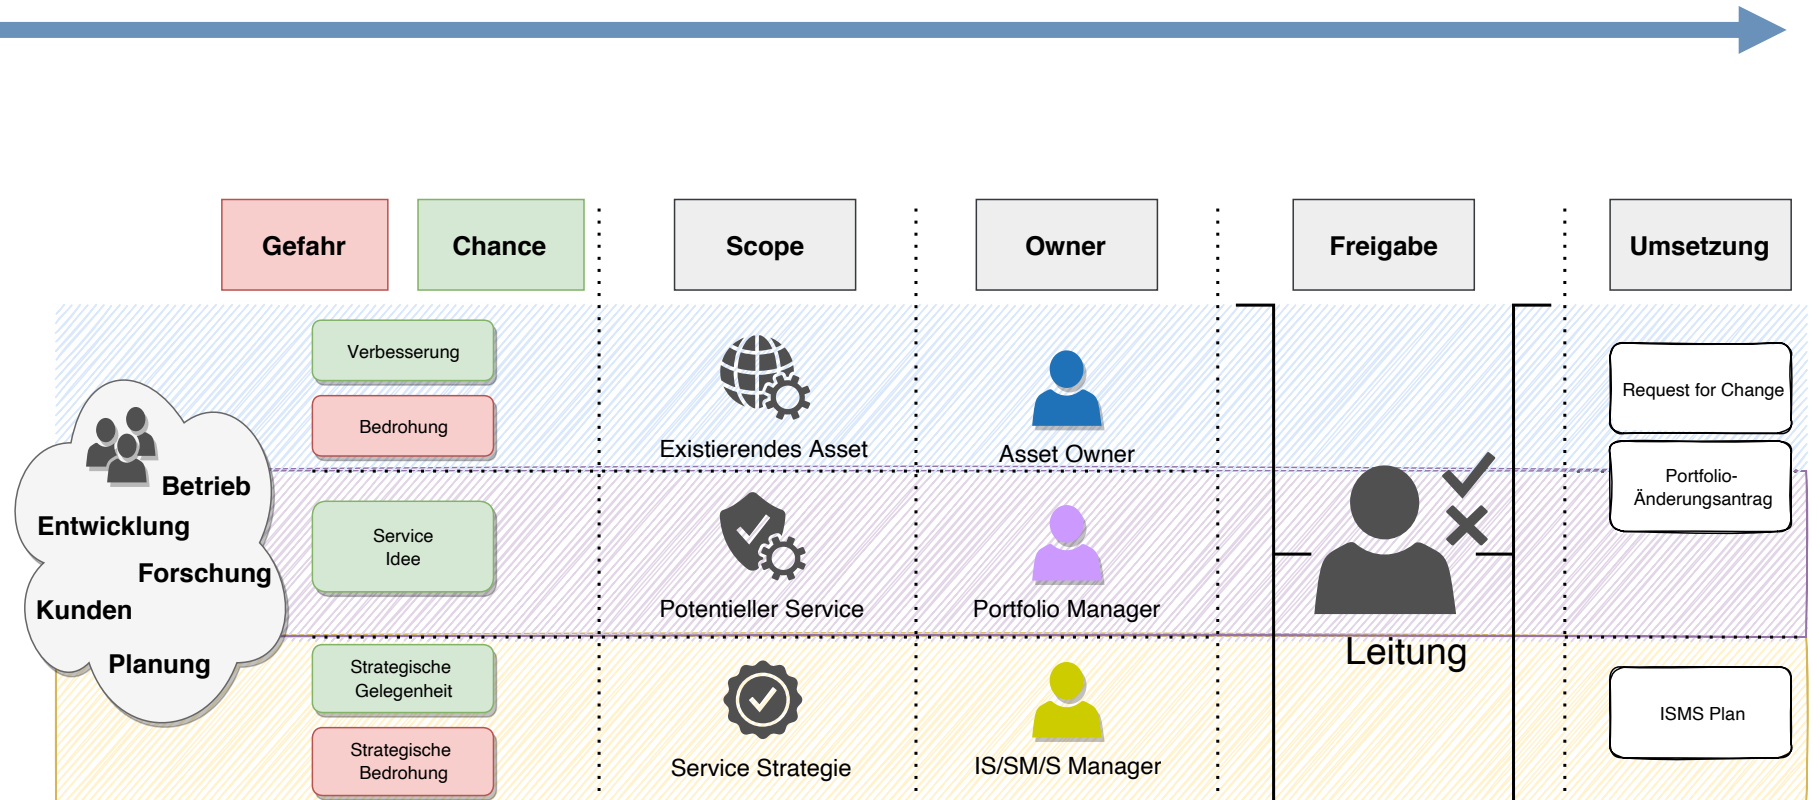 Gefahr
Chance
Scope
Owner
Freigabe
Umsetzung
Verbesserung
Bedrohung
Existierendes Asset
Asset Owner
Request for Change
Betrieb
Entwicklung
Forschung
Kunden
Planung
Service
Idee
Potentieller Service
Portfolio Manager
Leitung
Portfolio-
Änderungsantrag
Strategische
Gelegenheit
Strategische
Bedrohung
Service Strategie
IS/SM/S Manager
ISMS Plan